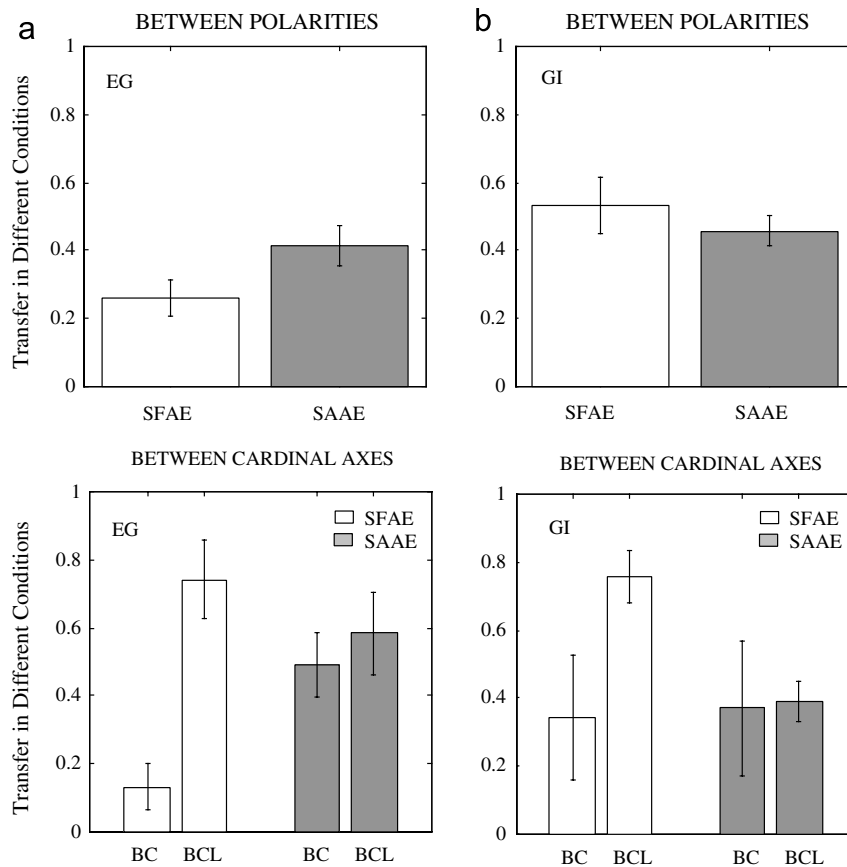 a
BETWEEN POLARITIES
EG
Transfer in Different Conditions
1
0.8
0.6
0.4
0.2
0
SFAE SAAE
b
BETWEEN POLARITIES
GI
1
0.8
0.6
0.4
0.2
0
SFAE SAAE
BETWEEN CARDINAL AXES
EG
SFAE
SAAE
Transfer in Different Conditions
1
0.8
0.6
0.4
0.2
0
BC BCL BC BCL
BETWEEN CARDINAL AXES
GI
SFAE
SAAE
1
0.8
0.6
0.4
0.2
0
BC BCL BC BCL